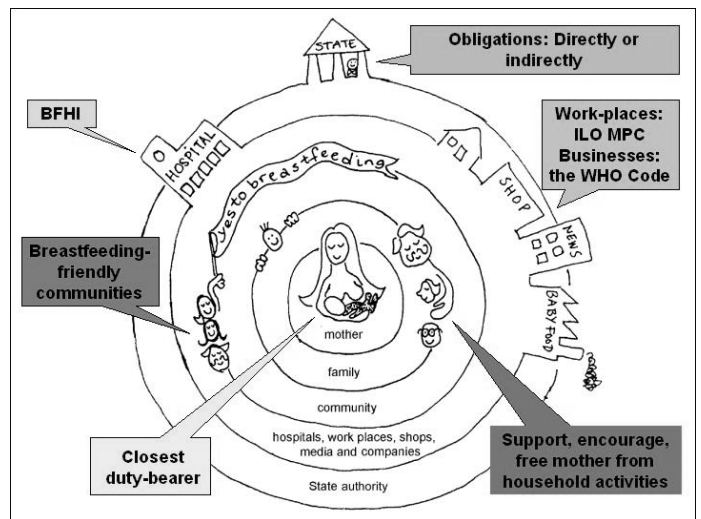 STATE
Obligations: Directly or
indirectly
BFHI
HOSPITAL
yes to breastfeeding
Work-places:
ILO MPC
Businesses:
the WHO Code
SHOP
NEWS
BABY FOOD
Breastfeeding-
friendly
communities
mother
family
community
hospitals, work places, shops,
media and companies
State authority
Closest
duty-bearer
Support, encourage,
free mother from
household activities